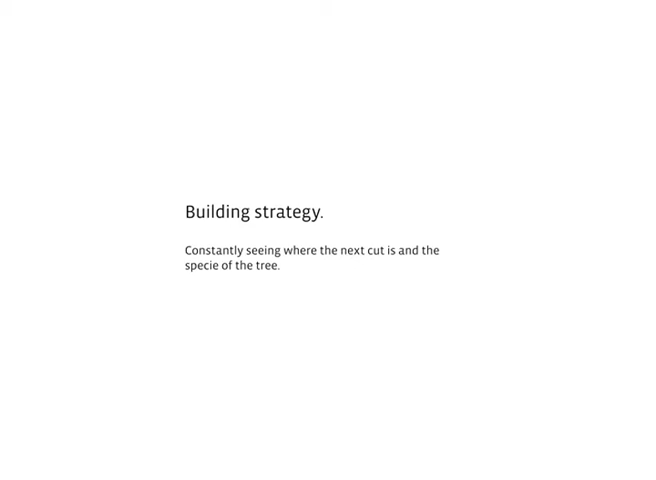 Building strategy.
Constantly seeing where the next cut is and the
specie of the tree.